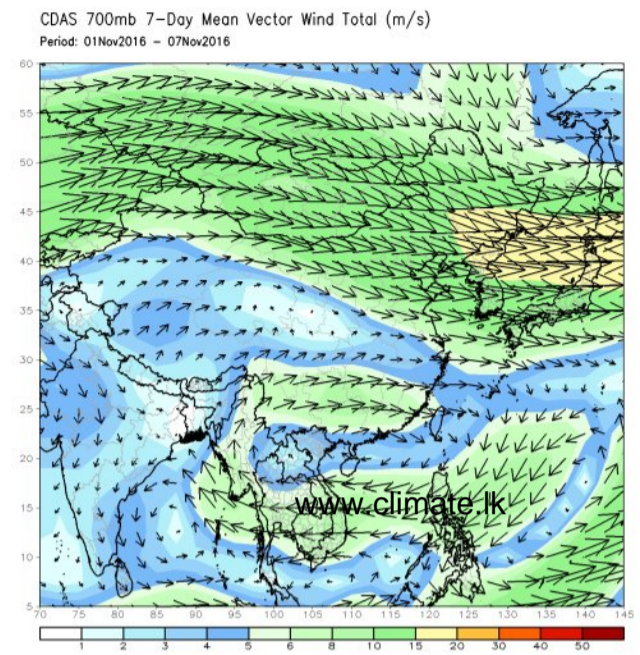 CDAS 700mb 7-Day Mean Vector Wind Total (m/s)
Period: 01Nov2016 - 07Nov2016
60
55
50
45
40
35
30
25
20
15
10
5
www.climate.lk
70 75 80 85 90 95 100 105 110 115 120 125 130 135 140 145
1 2 3 4 5 6 8 10 15 20 30 40 50